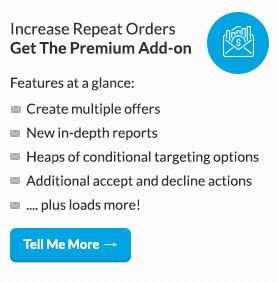 Increase Repeat Orders
Get The Premium Add-on
Features at a glance:
Create multiple offers
New in-depth reports
Heaps of conditional targeting options
Additional accept and decline actions
.... plus loads more!
Tell Me More →